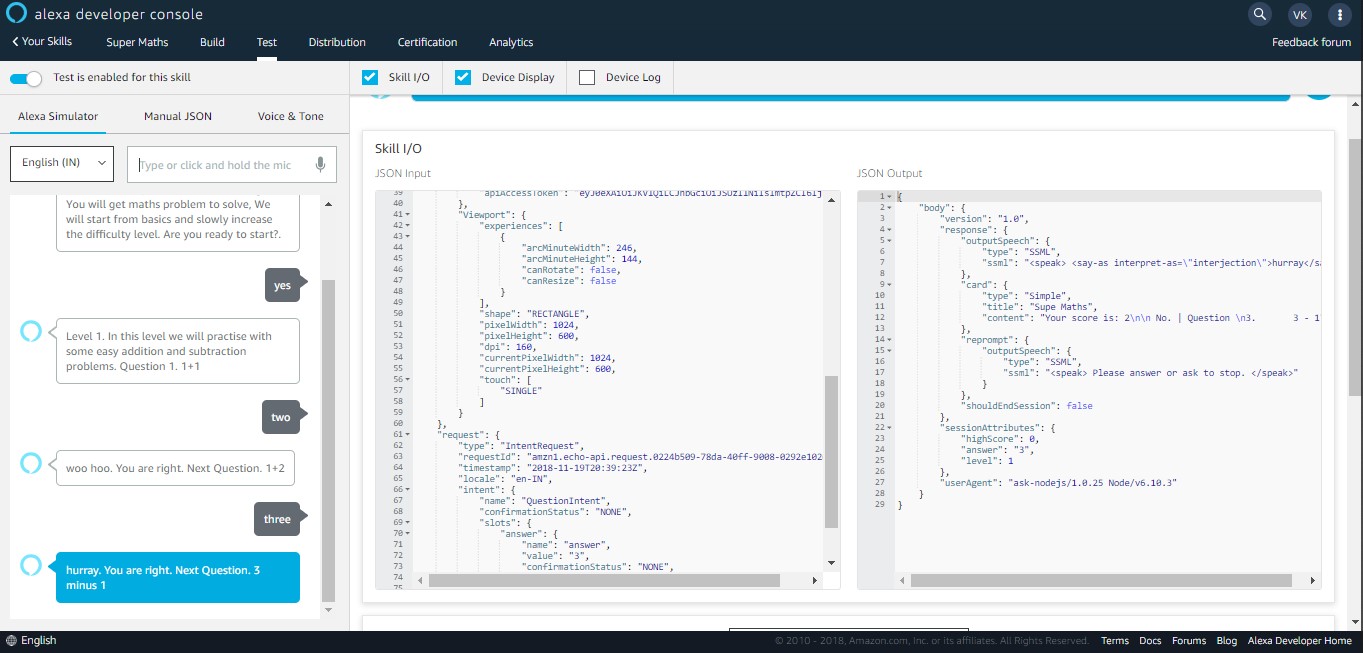 alexa developer console
VK
Your Skills
Super Maths
Build
Test
Distribution
Certification
Analytics
Feedback forum
Test is enabled for this skill
Skill I/O
Device Display
Device Log
Alexa Simulator
Manual JSON
Voice & Tone
English (IN)
Type or click and hold the mic
You will get maths problem to solve, We
will start from basics and slowly increase
the difficulty level. Are you ready to start?.
yes
Level 1. In this level we will practise with
some easy addition and subtraction
problems. Question 1. 1+1
two
woo hoo. You are right. Next Question. 1+2
three
hurray. You are right. Next Question. 3
minus 1
Skill I/O
JSON Input
39 "apiAccessToken":
40 },
41 "Viewport": {
42 "experiences": [
43 {
44 "arcMinuteWidth": 246,
45 "arcMinuteHeight": 144,
46 "canRotate": false,
47 "canResize": false
48 }
49 ],
50 "shape": "RECTANGLE",
51 "pixelWidth": 1024,
52 "pixelHeight": 600,
53 "dpi": 160,
54 "currentPixelWidth": 1024,
55 "currentPixelHeight": 600,
56 "touch": [
57 "SINGLE"
58 ]
59 }
60 },
61 "request": {
62 "type": "IntentRequest",
63 "requestId": "amzn1.echo-api.request.0224b509-78da-40ff-9008-0292e102
64 "timestamp": "2018-11-19T20:39:23Z",
65 "locale": "en-IN",
66 "intent": {
67 "name": "QuestionIntent",
68 "confirmationStatus": "NONE",
69 "slots": {
70 "answer": {
71 "name": "answer",
72 "value": "3",
73 "confirmationStatus": "NONE",
74
75
JSON Output
1 {
2 "body": {
3 "version": "1.0",
4 "response": {
5 "outputSpeech": {
6 "type": "SSML",
7 "ssml": "<speak> <say-as interpret-as=\"interjection\">hurray</sa
8 },
9 "card": {
10 "type": "Simple",
11 "title": "Supe Maths",
12 "content": "Your score is: 2\n\n No. | Question \n3. 3 - 1
13 },
14 "reprompt": {
15 "outputSpeech": {
16 "type": "SSML",
17 "ssml": "<speak> Please answer or ask to stop. </speak>"
18 }
19 },
20 "shouldEndSession": false
21 },
22 "sessionAttributes": {
23 "highScore": 0,
24 "answer": "3",
25 "level": 1
26 },
27 "userAgent": "ask-nodejs/1.0.25 Node/v6.10.3"
28 }
29 }
English
© 2010 - 2018, Amazon.com, Inc. or its affiliates. All Rights Reserved.
Terms
Docs
Forums
Blog
Alexa Developer Home